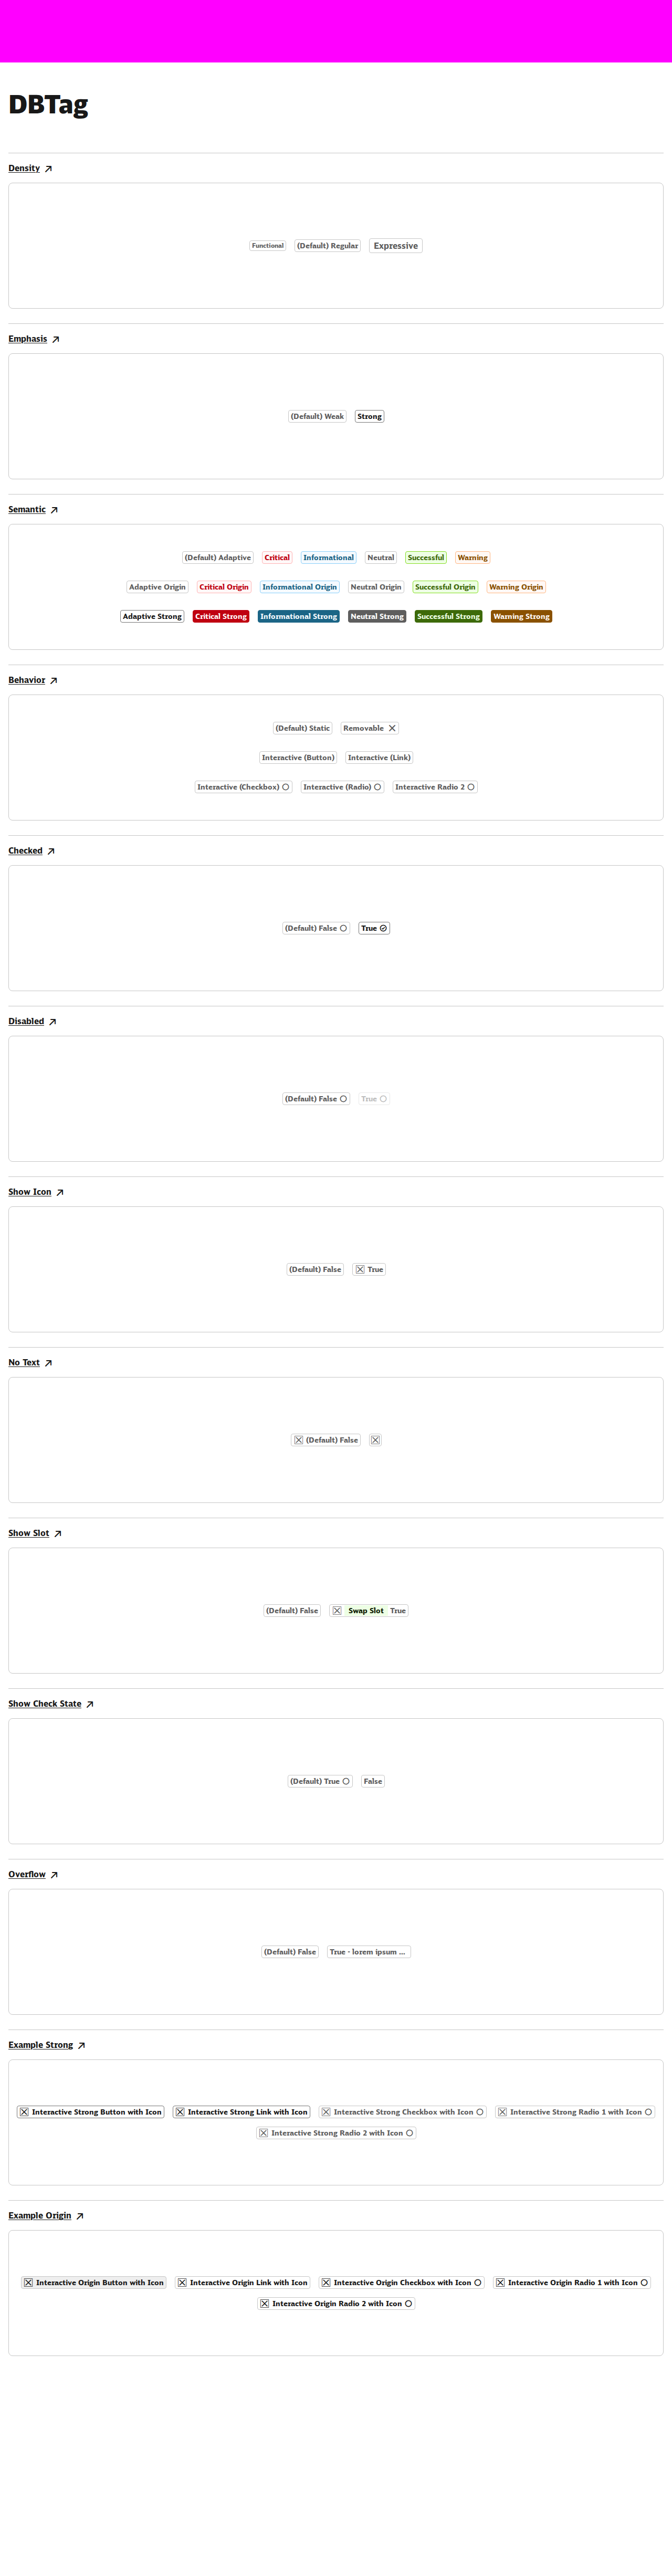 DBTag
Density
Functional (Default) Regular Expressive
Emphasis
(Default) Weak Strong
Semantic
(Default) Adaptive Critical Informational Neutral Successful Warning
Adaptive Origin Critical Origin Informational Origin Neutral Origin Successful Origin Warning Origin
Adaptive Strong Critical Strong Informational Strong Neutral Strong Successful Strong Warning Strong
Behavior
(Default) Static Removable
Interactive (Button) Interactive (Link)
Interactive (Checkbox) Interactive (Radio) Interactive Radio 2
Checked
(Default) False True
Disabled
(Default) False True
Show Icon
(Default) False True
No Text
(Default) False
Show Slot
(Default) False Swap Slot True
Show Check State
(Default) True False
Overflow
(Default) False True - lorem ipsum ...
Example Strong
Interactive Strong Button with Icon Interactive Strong Link with Icon Interactive Strong Checkbox with Icon Interactive Strong Radio 1 with Icon
Interactive Strong Radio 2 with Icon
Example Origin
Interactive Origin Button with Icon Interactive Origin Link with Icon Interactive Origin Checkbox with Icon Interactive Origin Radio 1 with Icon
Interactive Origin Radio 2 with Icon